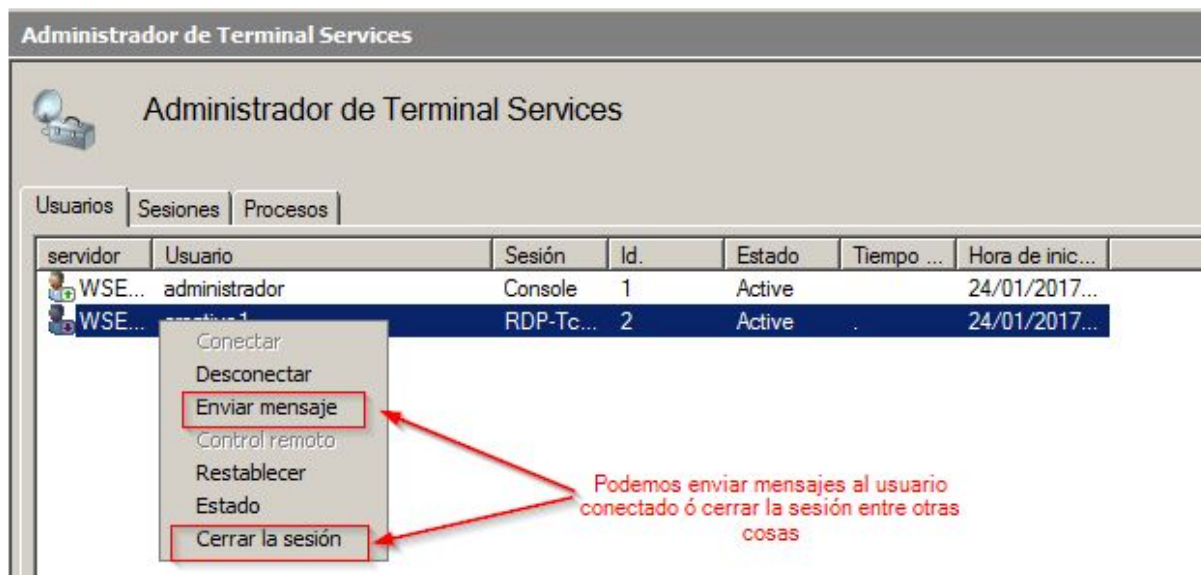 Administrador de Terminal Services
Administrador de Terminal Services
Usuarios Sesiones Procesos
servidor Usuario Sesión Id. Estado Tiempo ... Hora de inic...
WSE... administrador Console 1 Active 24/01/2017...
WSE... RDP-Tc... 2 Active . 24/01/2017...
Conectar
Desconectar
Enviar mensaje
Control remoto
Restablecer
Estado
Cerrar la sesión
Podemos enviar mensajes al usuario
conectado ó cerrar la sesión entre otras
cosas